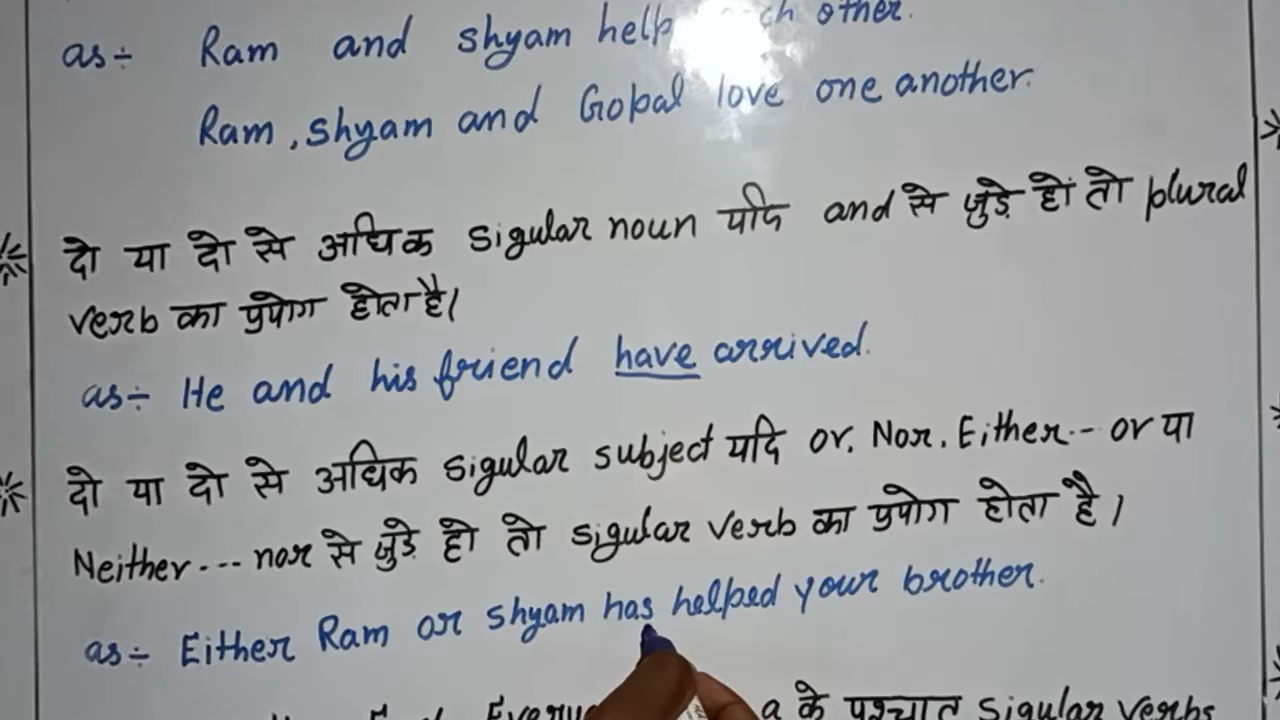 as÷ Ram and shyam help other.
Ram, shyam and Gopal love one another.
दो या दो से अधिक sigular noun यदि and से जुड़े हों तो plural
verb का प्रयोग होता है।
as÷ He and his friend have arrived.
दो या दो से अधिक sigular subject यदि or. Nor. Either-- or या
Neither --- nor से जुड़े हो तो sigular verb का प्रयोग होता है।
as÷ Either Ram or shyam has helped your brother.
के पश्चात sigular verbs